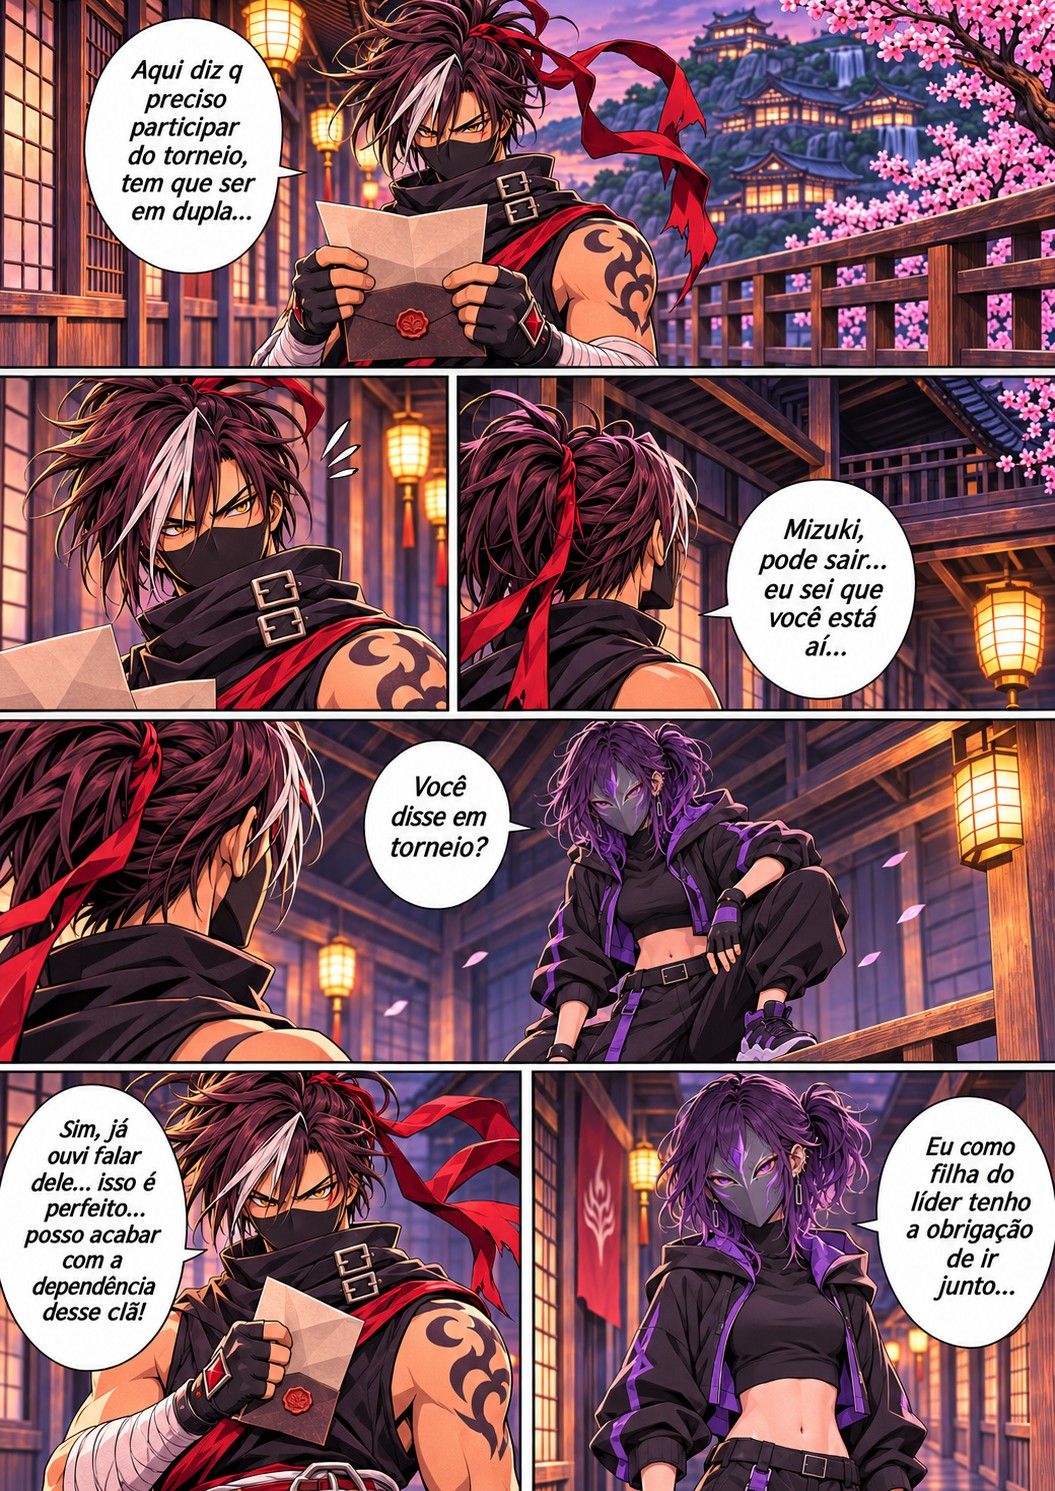 Aqui diz q
preciso
participar
do torneio,
tem que ser
em dupla...
Mizuki,
pode sair...
eu sei que
você está
aí...
Você
disse em
torneio?
Sim, já
ouvi falar
dele... isso é
perfeito...
posso acabar
com a
dependência
desse clã!
Eu como
filha do
líder tenho
a obrigação
de ir
junto...